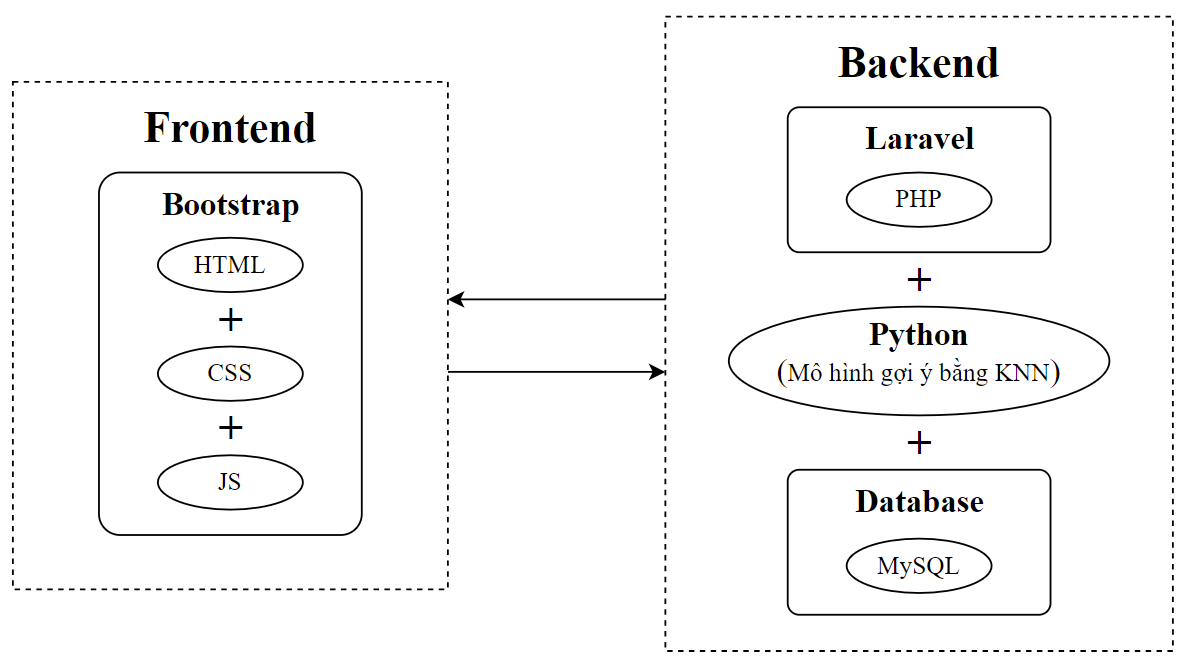 Frontend
Bootstrap
HTML
+
CSS
+
JS
Backend
Laravel
PHP
+
Python
(Mô hình gợi ý bằng KNN)
+
Database
MySQL